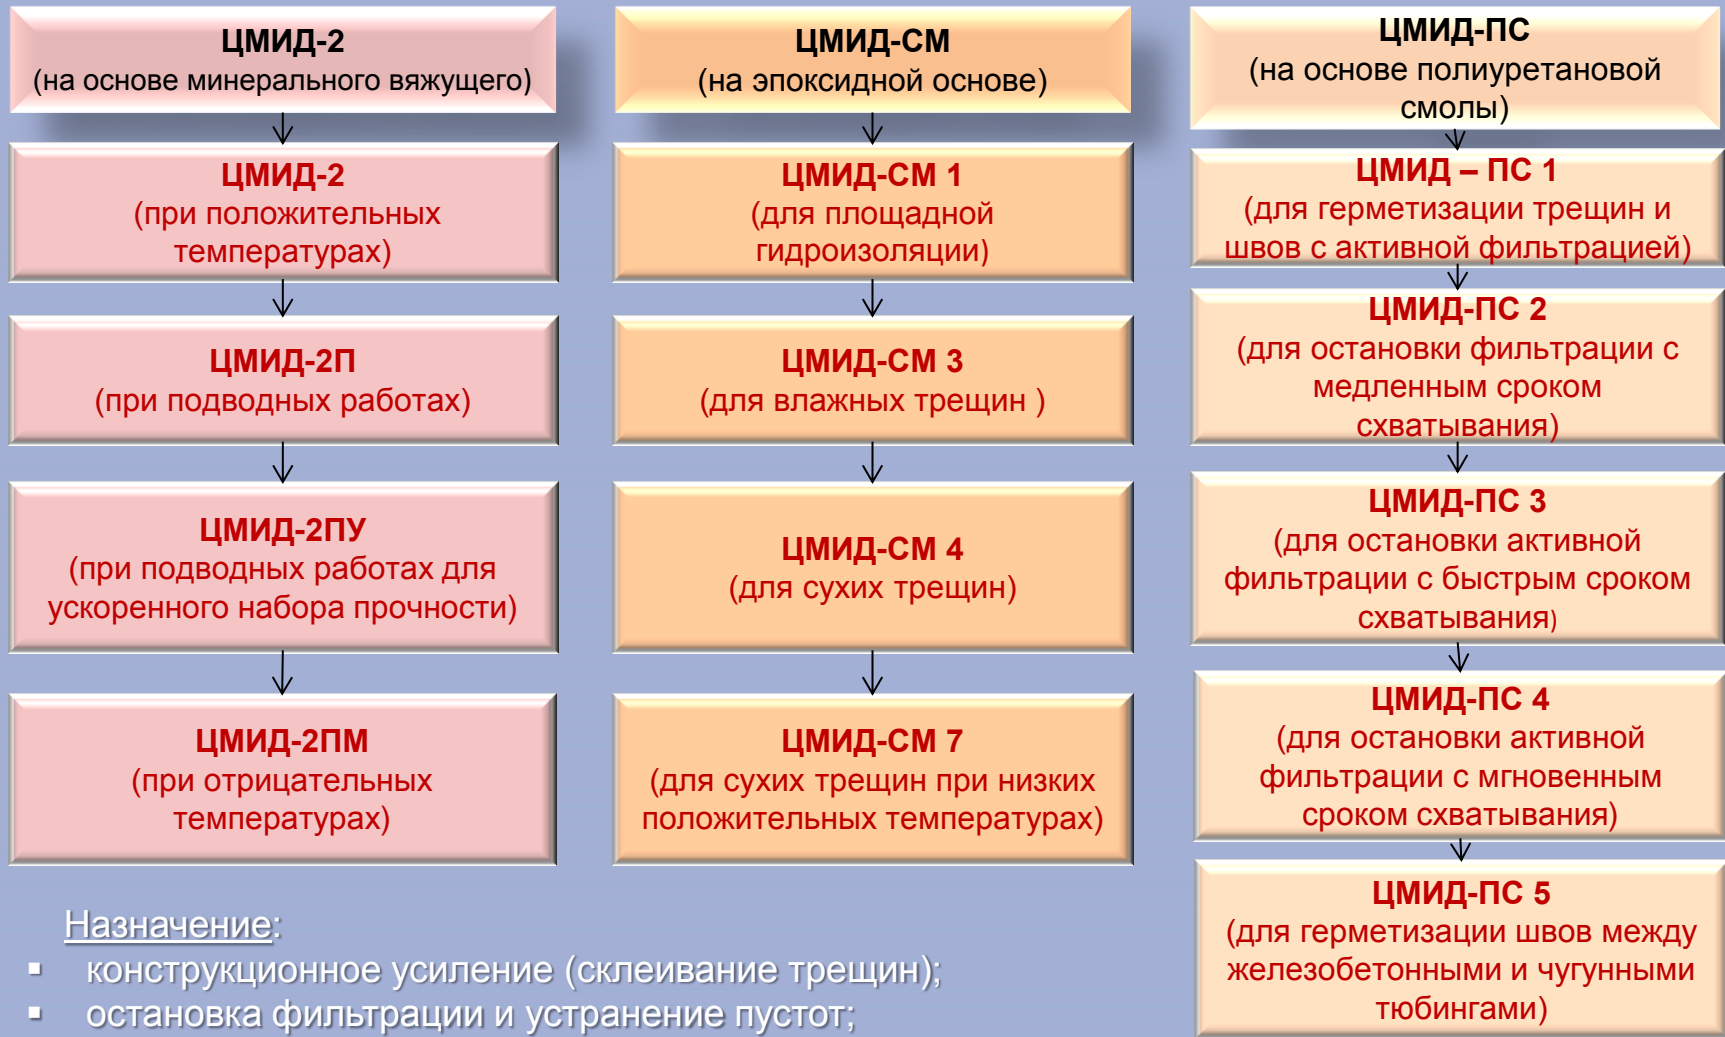 ЦМИД-2
(на основе минерального вяжущего)
ЦМИД-2
(при положительных
температурах)
ЦМИД-2П
(при подводных работах)
ЦМИД-2ПУ
(при подводных работах для
ускоренного набора прочности)
ЦМИД-2ПМ
(при отрицательных
температурах)
ЦМИД-СМ
(на эпоксидной основе)
ЦМИД-СМ 1
(для площадной
гидроизоляции)
ЦМИД-СМ 3
(для влажных трещин )
ЦМИД-СМ 4
(для сухих трещин)
ЦМИД-СМ 7
(для сухих трещин при низких
положительных температурах)
ЦМИД-ПС
(на основе полиуретановой
смолы)
ЦМИД – ПС 1
(для герметизации трещин и
швов с активной фильтрацией)
ЦМИД-ПС 2
(для остановки фильтрации с
медленным сроком
схватывания)
ЦМИД-ПС 3
(для остановки активной
фильтрации с быстрым сроком
схватывания)
ЦМИД-ПС 4
(для остановки активной
фильтрации с мгновенным
сроком схватывания)
ЦМИД-ПС 5
(для герметизации швов между
железобетонными и чугунными
тюбингами)
Назначение:
▪ конструкционное усиление (склеивание трещин);
▪ остановка фильтрации и устранение пустот;